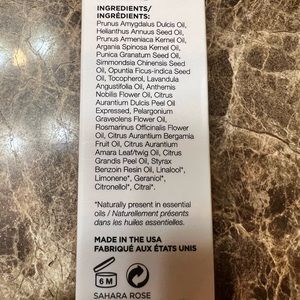 INGREDIENTS/
INGRÉDIENTS:
Prunus Amygdalus Dulcis Oil,
Helianthus Annuus Seed Oil,
Prunus Armeniaca Kernel Oil,
Argania Spinosa Kernel Oil,
Punica Granatum Seed Oil,
Simmondsia Chinensis Seed
Oil, Opuntia Ficus-indica Seed
Oil, Tocopherol, Lavandula
Angustifolia Oil, Anthemis
Nobilis Flower Oil, Citrus
Aurantium Dulcis Peel Oil
Expressed, Pelargonium
Graveolens Flower Oil,
Rosmarinus Officinalis Flower
Oil, Citrus Aurantium Bergamia
Fruit Oil, Citrus Aurantium
Amara Leaf/twig Oil, Citrus
Grandis Peel Oil, Styrax
Benzoin Resin Oil, Linalool*,
Limonene*, Geraniol*,
Citronellol*, Citral*.
*Naturally present in essential
oils / Naturellement présents
dans les huiles essentielles.
MADE IN THE USA
FABRIQUÉ AUX ÉTATS UNIS
6 M
SAHARA ROSE